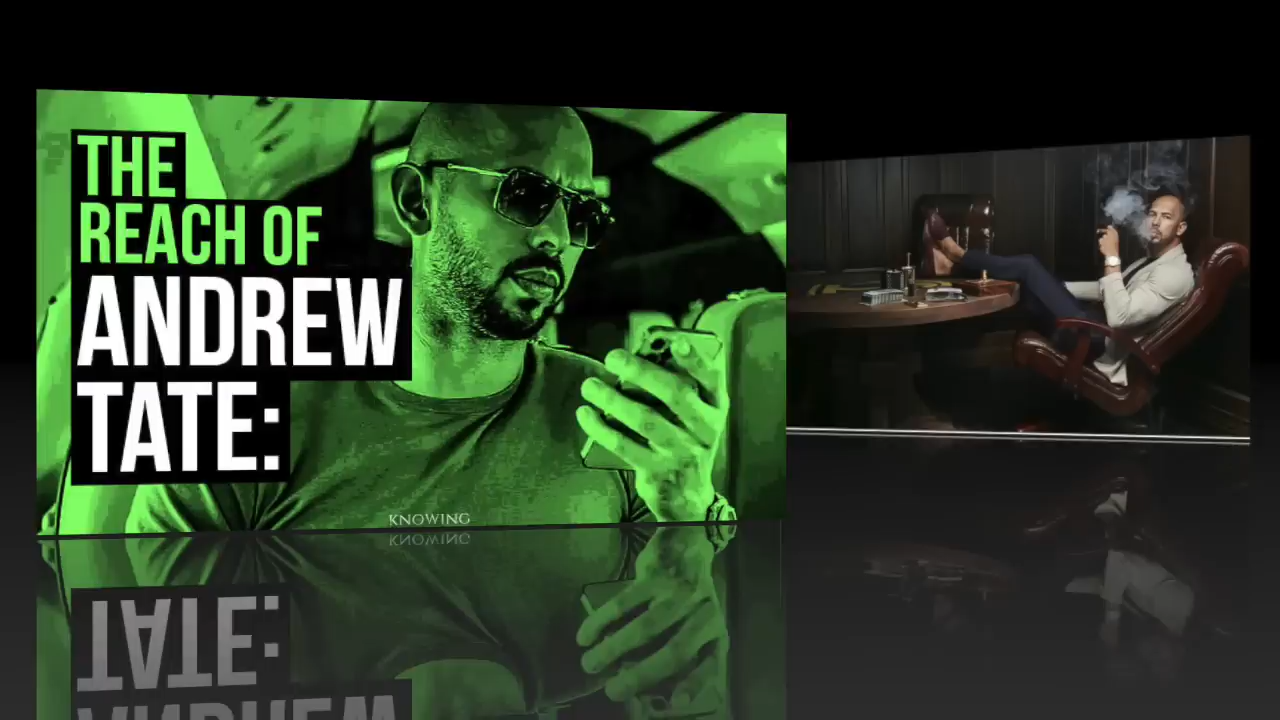 THE
REACH OF
ANDREW
TATE:
KNOWING